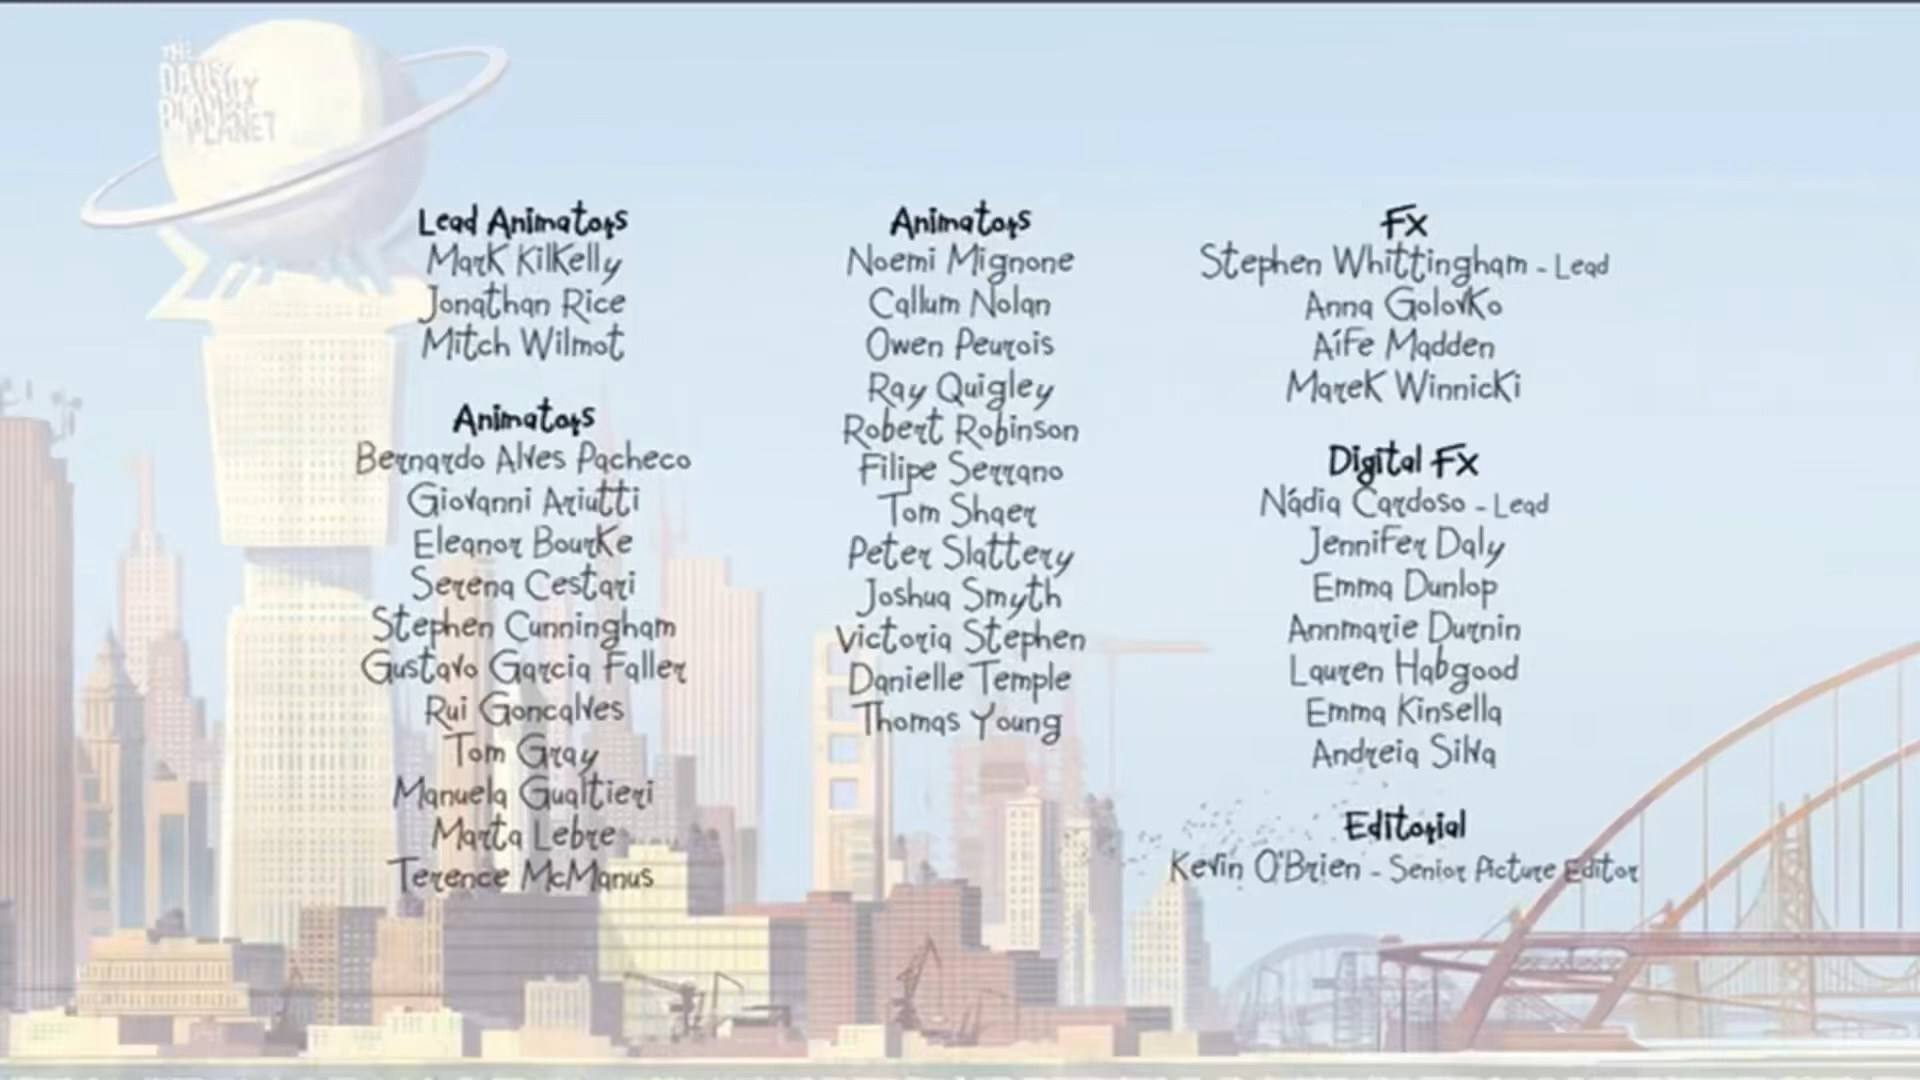 THE
DAILY
PLANET
Lead Animators
Mark Kilkelly
Jonathan Rice
Mitch Wilmot
Animators
Bernardo Alves Pacheco
Giovanni Ariutti
Eleanor Bourke
Serena Cestari
Stephen Cunningham
Gustavo Garcia Faller
Rui Goncalves
Tom Gray
Manuela Gualtieri
Marta Lebre
Terence McManus
Animators
Noemi Mignone
Callum Nolan
Owen Peurois
Ray Quigley
Robert Robinson
Filipe Serrano
Tom Shaer
Peter Slattery
Joshua Smyth
Victoria Stephen
Danielle Temple
Thomas Young
FX
Stephen Whittingham - Lead
Anna Golovko
Aífe Madden
Marek Winnicki
Digital FX
Nádia Cardoso - Lead
Jennifer Daly
Emma Dunlop
Annmarie Durnin
Lauren Habgood
Emma Kinsella
Andreia Silva
Editorial
Kevin O'Brien - Senior Picture Editor